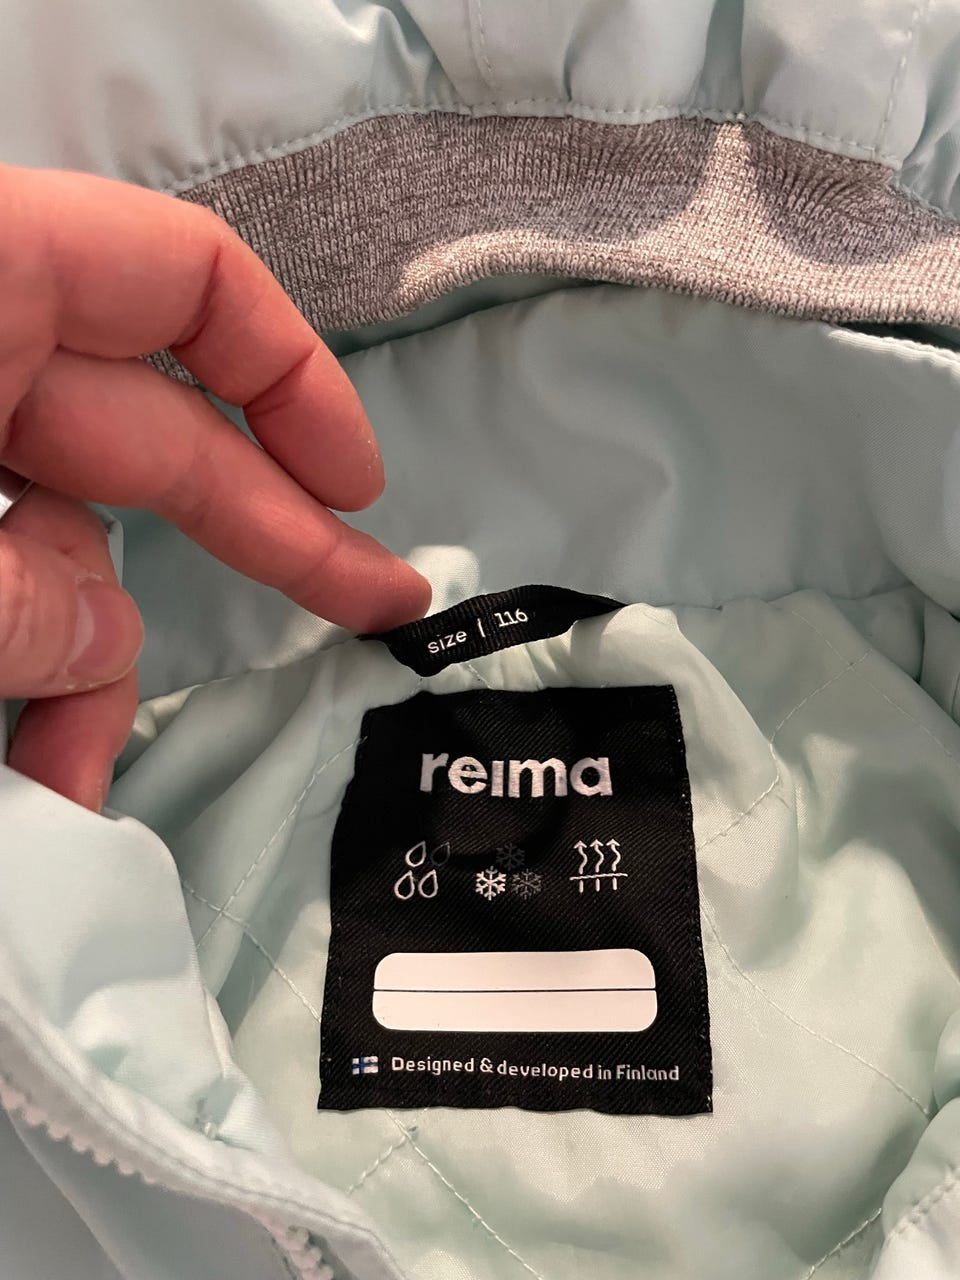 size | 116
reima
Designed & developed in Finland